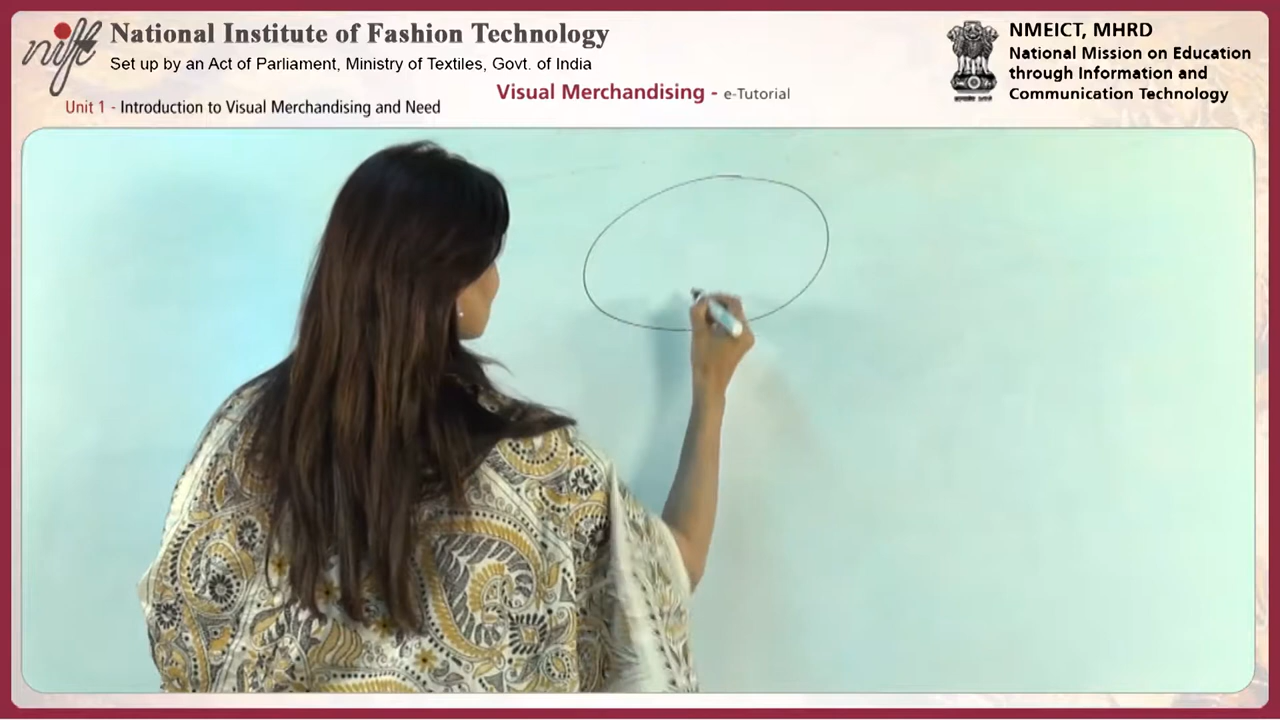 nift
National Institute of Fashion Technology
Set up by an Act of Parliament, Ministry of Textiles, Govt. of India
Unit 1 - Introduction to Visual Merchandising and Need
Visual Merchandising - e-Tutorial
NMEICT, MHRD
National Mission on Education
through Information and
Communication Technology